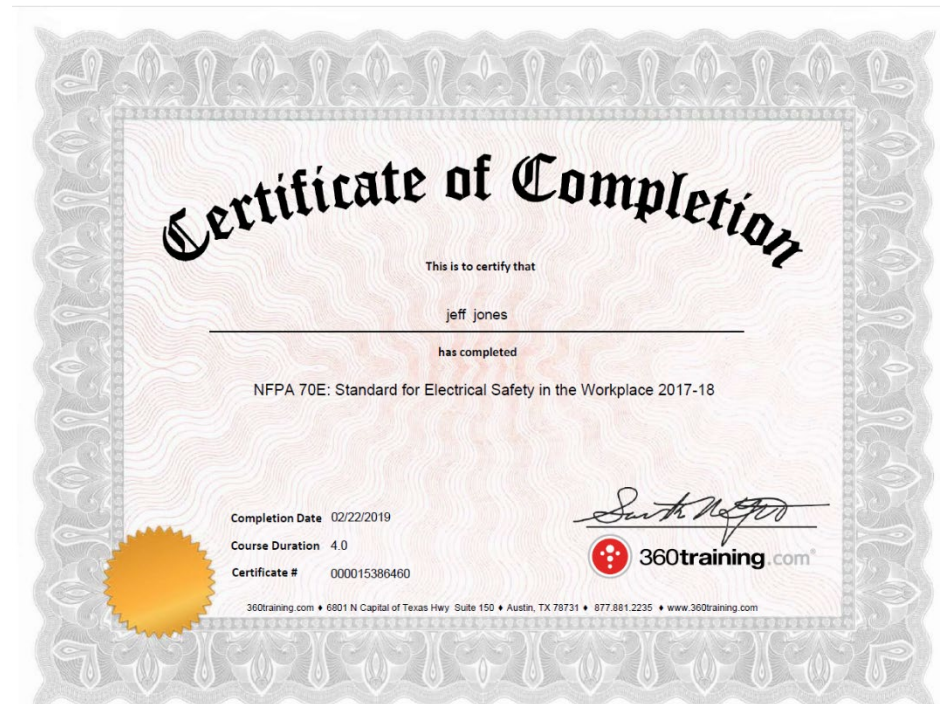 Certificate of Completion
This is to certify that
jeff jones
has completed
NFPA 70E: Standard for Electrical Safety in the Workplace 2017-18
Completion Date 02/22/2019
Course Duration 4.0
360training.com®
Certificate # 000015386460
360training.com ♦ 6801 N Capital of Texas Hwy Suite 150 ♦ Austin, TX 78731 ♦ 877.881.2235 ♦ www.360training.com